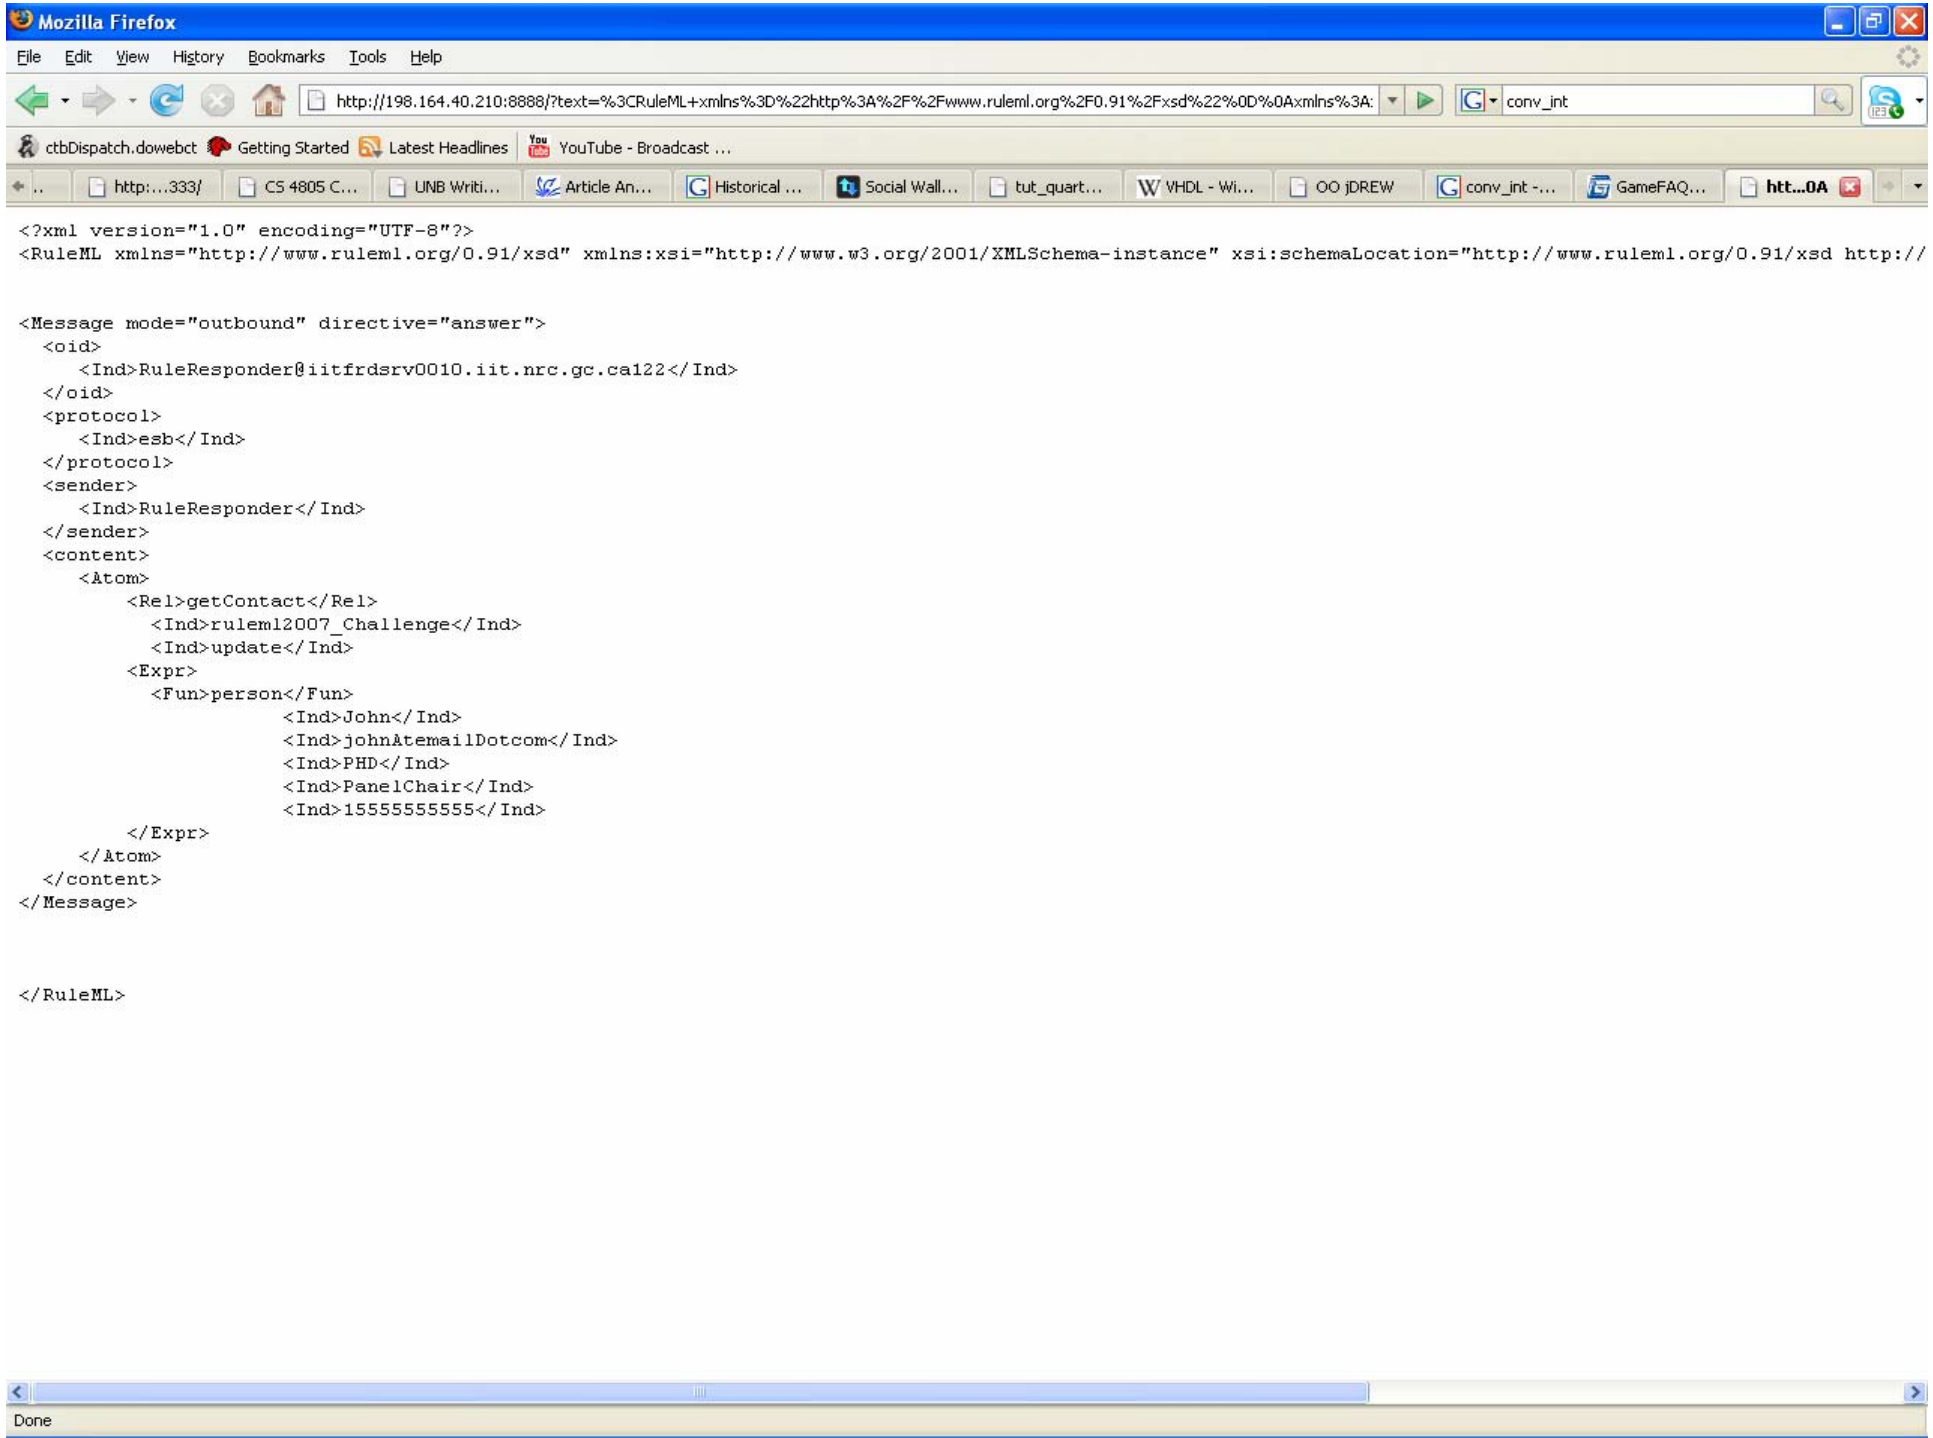 Mozilla Firefox
File Edit View History Bookmarks Tools Help
http://198.164.40.210:8888/?text=%3CRuleML+xmlns%3D%22http%3A%2F%2Fwww.ruleml.org%2F0.91%2Fxsd%22%0D%0Axmlns%3A: G conv_int
ctbDispatch.dowebct Getting Started Latest Headlines You Tube YouTube - Broadcast ...
.. http:...333/ CS 4805 C... UNB Writi... Article An... G Historical ... Social Wall... tut_quart... W VHDL - Wi... OO jDREW G conv_int -... GameFAQ... htt...0A
<?xml version="1.0" encoding="UTF-8"?>
<RuleML xmlns="http://www.ruleml.org/0.91/xsd" xmlns:xsi="http://www.w3.org/2001/XMLSchema-instance" xsi:schemaLocation="http://www.ruleml.org/0.91/xsd http://
<Message mode="outbound" directive="answer">
<oid>
<Ind>RuleResponder@iitfrdsrv0010.iit.nrc.gc.ca122</Ind>
</oid>
<protocol>
<Ind>esb</Ind>
</protocol>
<sender>
<Ind>RuleResponder</Ind>
</sender>
<content>
<Atom>
<Rel>getContact</Rel>
<Ind>ruleml2007_Challenge</Ind>
<Ind>update</Ind>
<Expr>
<Fun>person</Fun>
<Ind>John</Ind>
<Ind>johnAtemailDotcom</Ind>
<Ind>PHD</Ind>
<Ind>PanelChair</Ind>
<Ind>15555555555</Ind>
</Expr>
</Atom>
</content>
</Message>
</RuleML>
Done